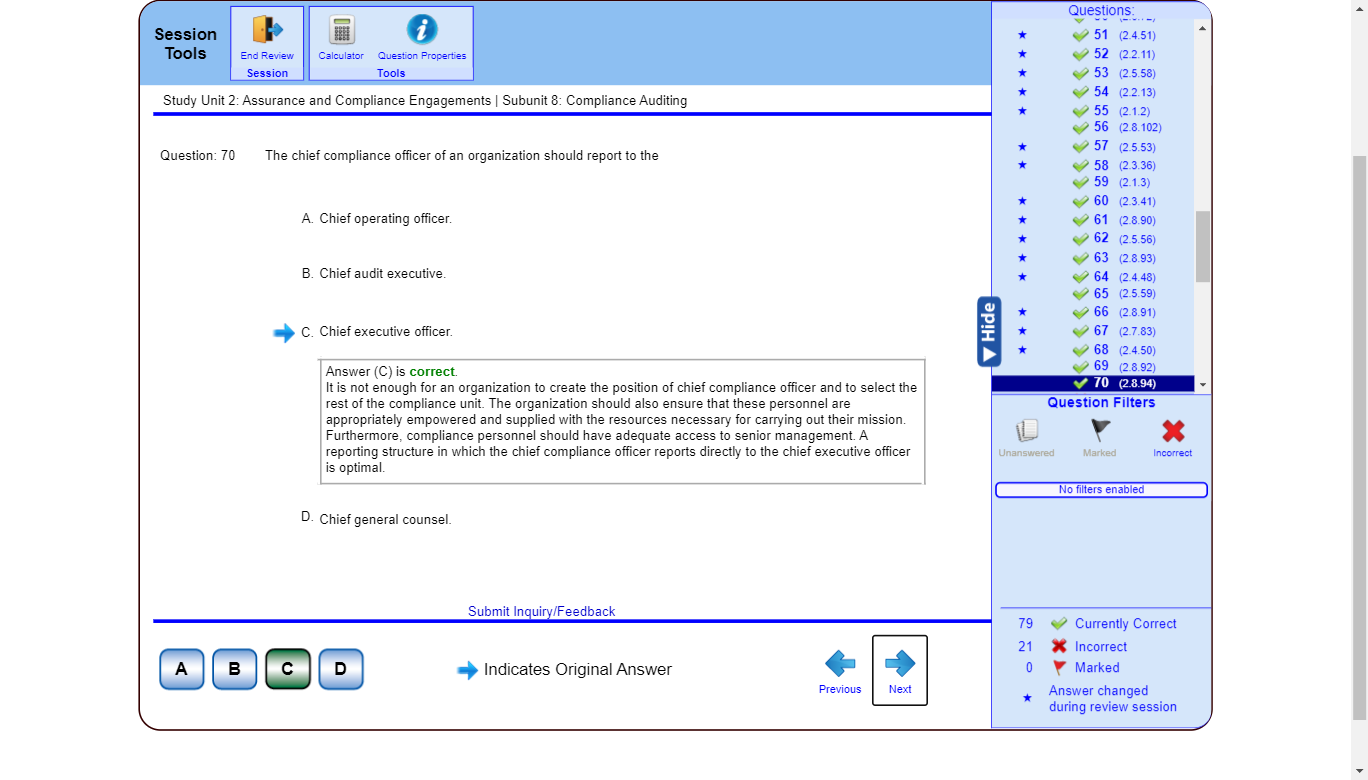 Session Tools
End Review
Session
Calculator
Question Properties
Tools
Study Unit 2: Assurance and Compliance Engagements | Subunit 8: Compliance Auditing
Question: 70
The chief compliance officer of an organization should report to the
A. Chief operating officer.
B. Chief audit executive.
C. Chief executive officer.
Answer (C) is correct.
It is not enough for an organization to create the position of chief compliance officer and to select the
rest of the compliance unit. The organization should also ensure that these personnel are
appropriately empowered and supplied with the resources necessary for carrying out their mission.
Furthermore, compliance personnel should have adequate access to senior management. A
reporting structure in which the chief compliance officer reports directly to the chief executive officer
is optimal.
D. Chief general counsel.
Submit Inquiry/Feedback
A B C D
Indicates Original Answer
Previous
Next
Hide
Questions:
51 (2.4.51)
52 (2.2.11)
53 (2.5.58)
54 (2.2.13)
55 (2.1.2)
56 (2.8.102)
57 (2.5.53)
58 (2.3.36)
59 (2.1.3)
60 (2.3.41)
61 (2.8.90)
62 (2.5.56)
63 (2.8.93)
64 (2.4.48)
65 (2.5.59)
66 (2.8.91)
67 (2.7.83)
68 (2.4.50)
69 (2.8.92)
70 (2.8.94)
Question Filters
Unanswered
Marked
Incorrect
No filters enabled
79 Currently Correct
21 Incorrect
0 Marked
Answer changed
during review session